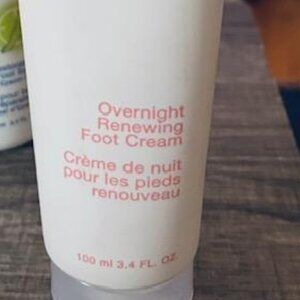 Overnight
Renewing
Foot Cream
Crème de nuit
pour les pieds
renouveau
100 ml 3.4 FL. OZ.